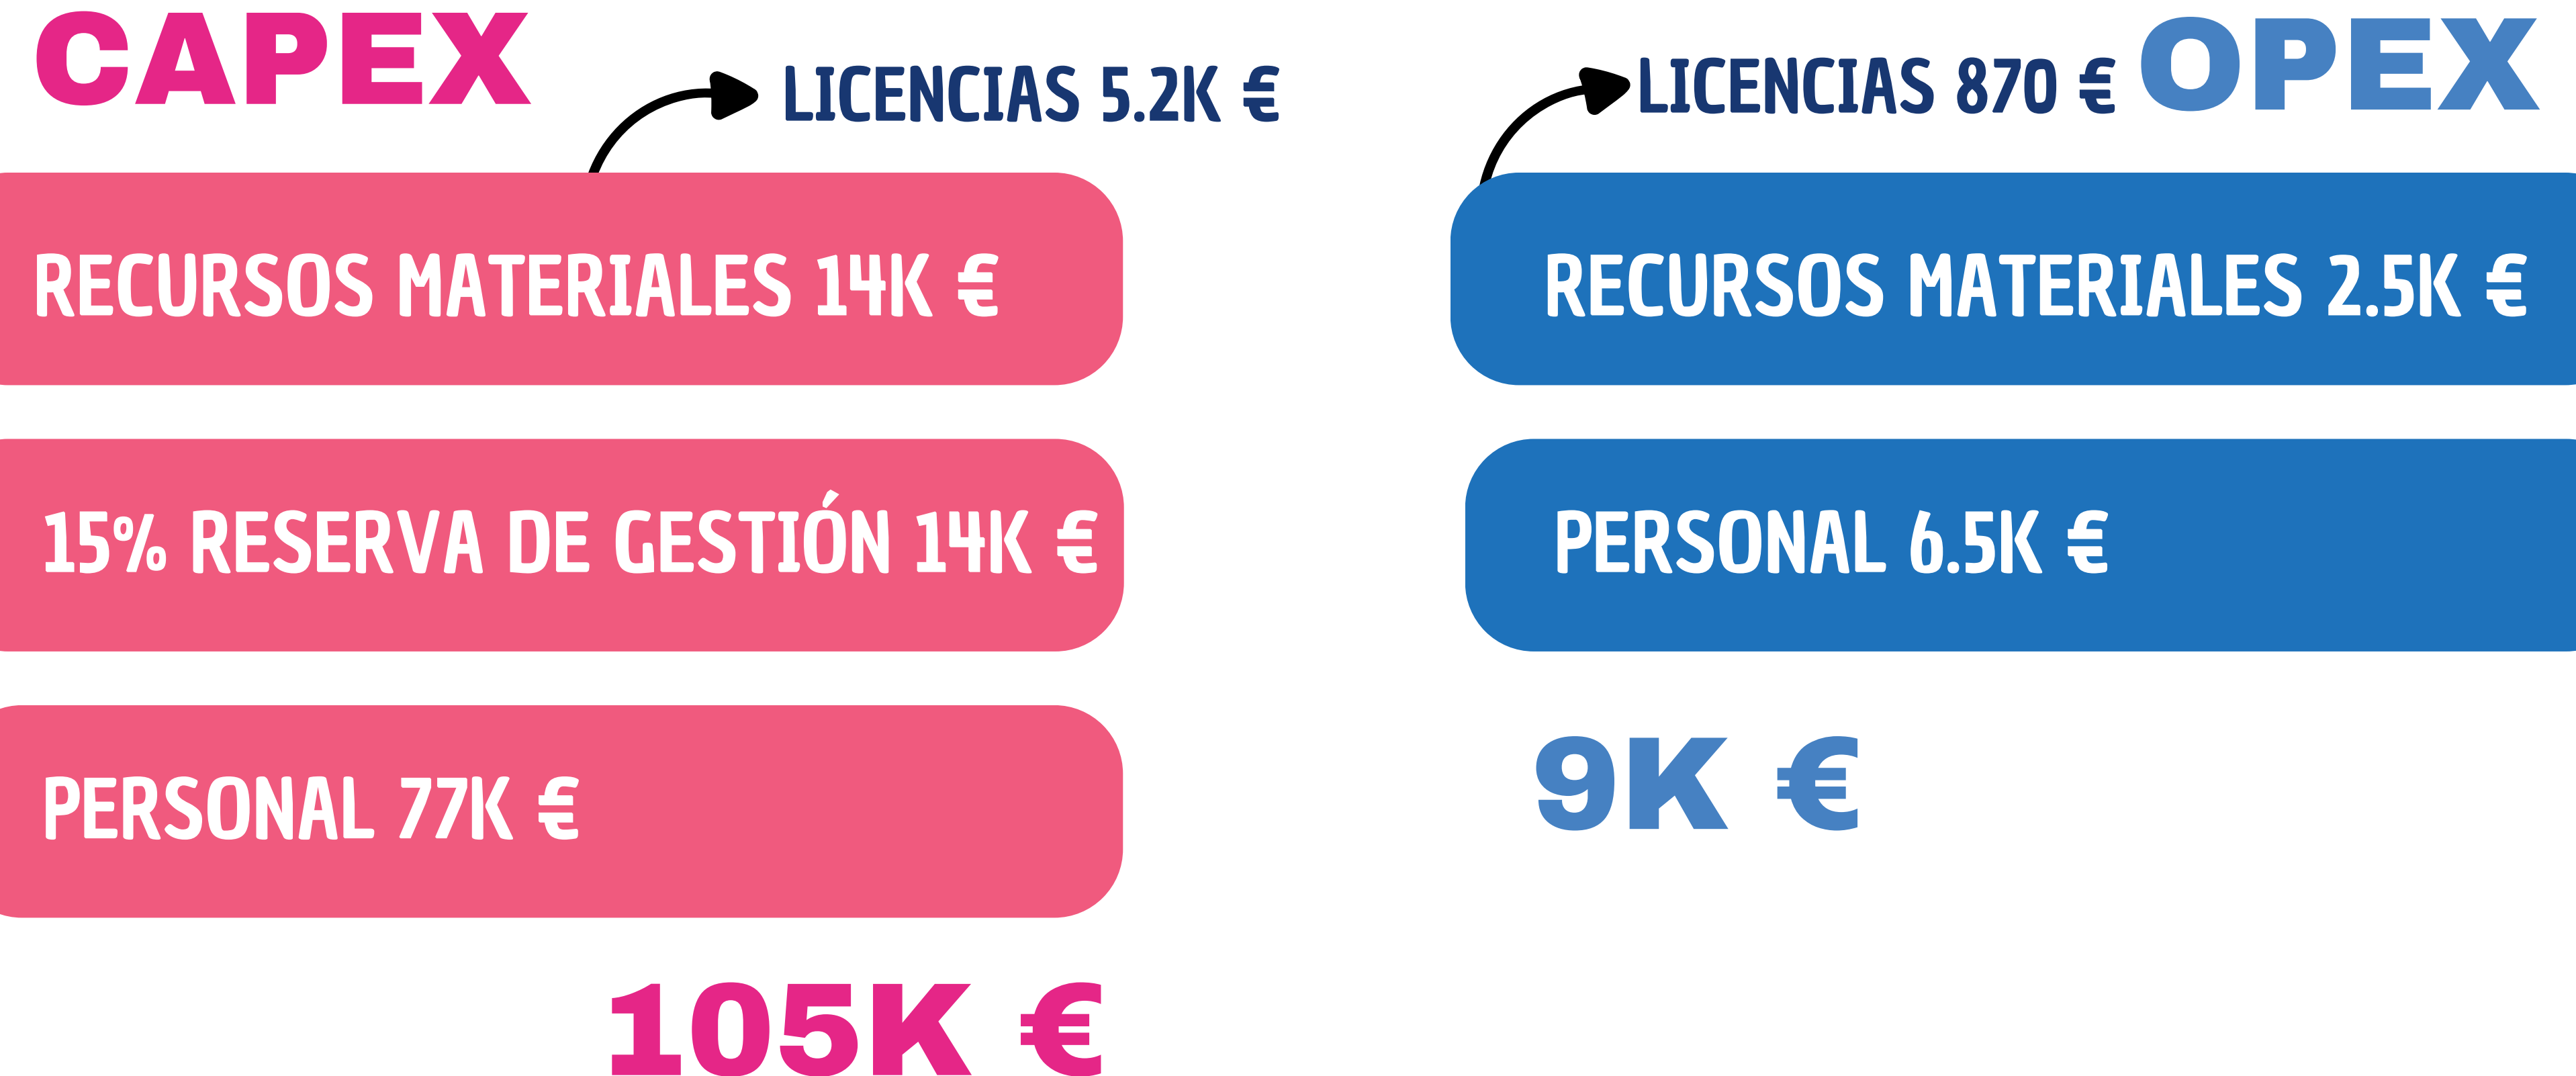 CAPEX
LICENCIAS 5.2K €
RECURSOS MATERIALES 14K €
15% RESERVA DE GESTIÓN 14K €
PERSONAL 77K €
105K €
LICENCIAS 870 €
OPEX
RECURSOS MATERIALES 2.5K €
PERSONAL 6.5K €
9K €